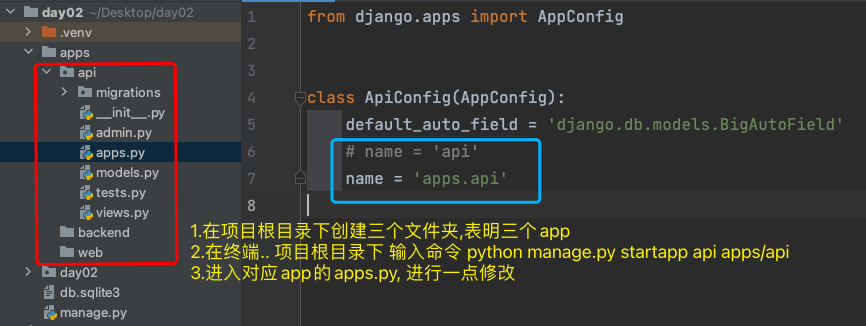 day02 ~/Desktop/day02
.venv
apps
api
migrations
__init__.py
admin.py
apps.py
models.py
tests.py
views.py
backend
web
day02
db.sqlite3
manage.py
1 from django.apps import AppConfig
2
3
4 class ApiConfig(AppConfig):
5 default_auto_field = 'django.db.models.BigAutoField'
6 # name = 'api'
7 name = 'apps.api'
8
1.在项目根目录下创建三个文件夹,表明三个app
2.在终端.. 项目根目录下 输入命令 python manage.py startapp api apps/api
3.进入对应app的apps.py, 进行一点修改